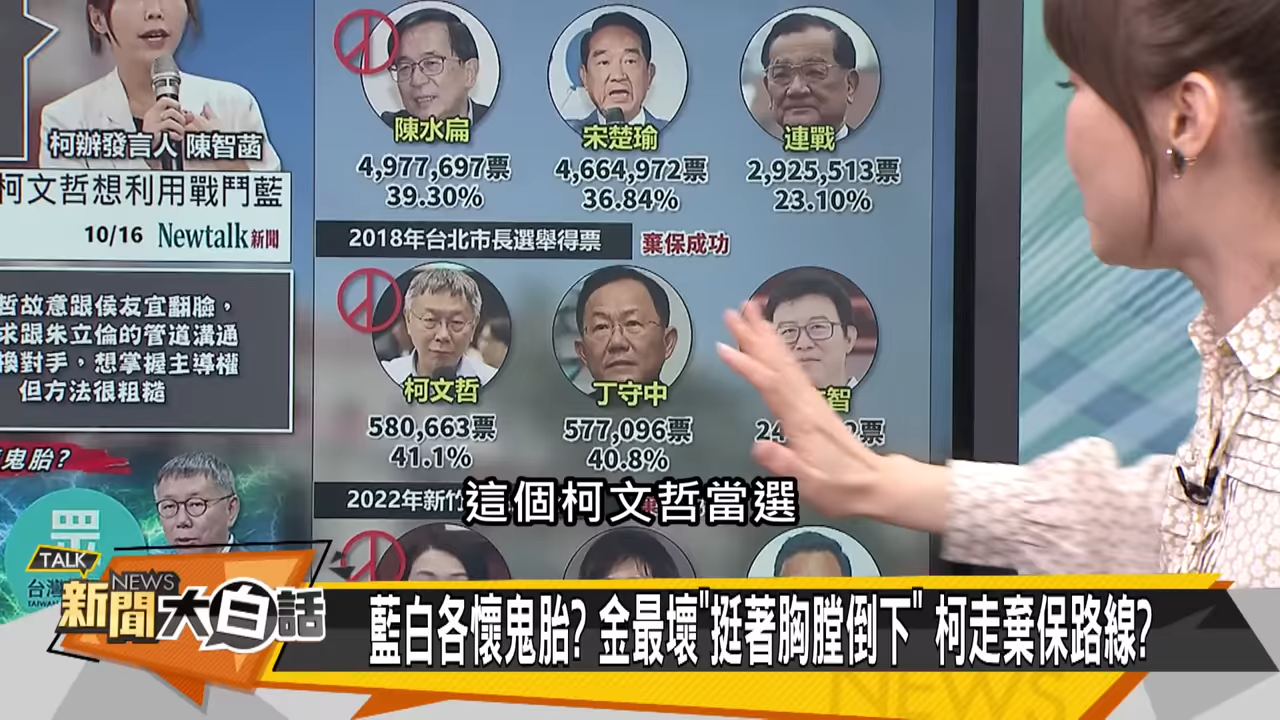 柯辦發言人 陳智菡
柯文哲想利用戰鬥藍
10/16 Newtalk新聞
哲故意跟侯友宜翻臉，
求跟朱立倫的管道溝通
換對手，想掌握主導權
但方法很粗糙
鬼胎?
眾
台灣
陳水扁
4,977,697票
39.30%
宋楚瑜
4,664,972票
36.84%
連戰
2,925,513票
23.10%
2018年台北市長選舉得票
棄保成功
柯文哲
580,663票
41.1%
丁守中
577,096票
40.8%
智
24 票
2022年新竹
這個柯文哲當選
TALK
NEWS
新聞大白話
藍白各懷鬼胎? 金最壞"挺著胸膛倒下" 柯走棄保路線?
NEWS